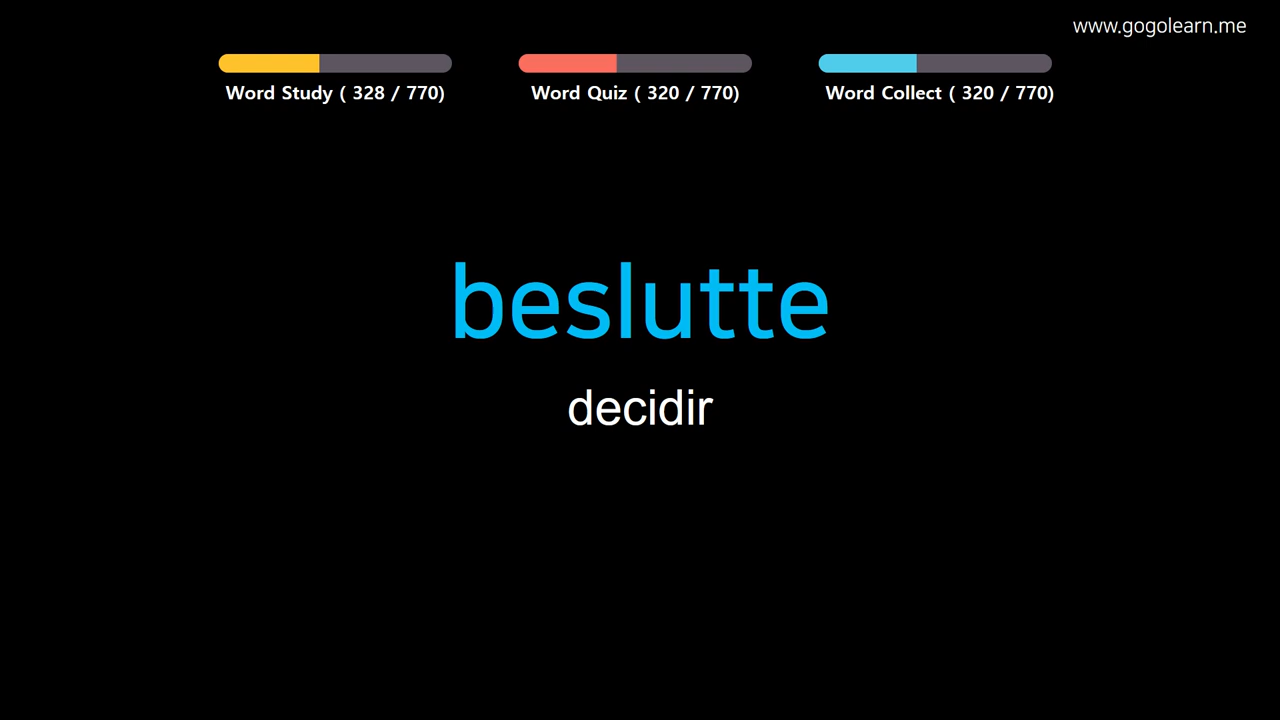 www.gogolearn.me
Word Study ( 328 / 770)
Word Quiz ( 320 / 770)
Word Collect ( 320 / 770)
beslutte
decidir